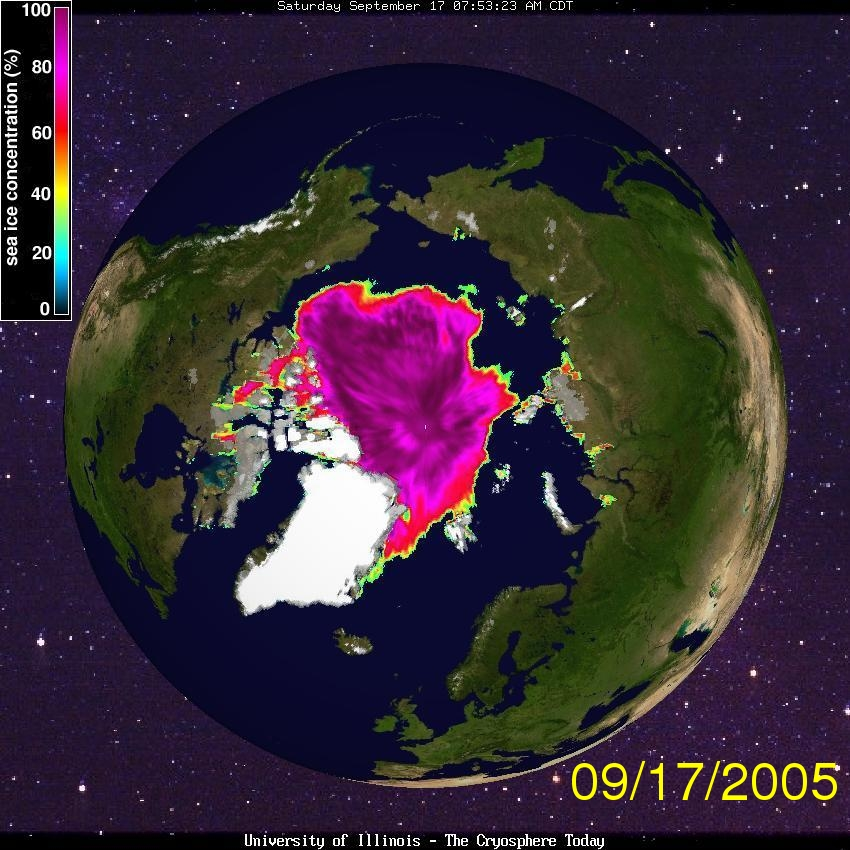 Saturday September 17 07:53:23 AM CDT
sea ice concentration (%)
100
80
60
40
20
0
09/17/2005
University of Illinois - The Cryosphere Today